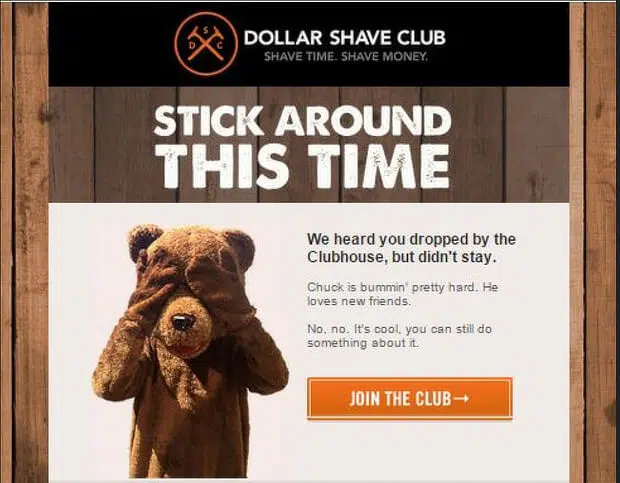 DSC
DOLLAR SHAVE CLUB
SHAVE TIME. SHAVE MONEY.
STICK AROUND
THIS TIME
We heard you dropped by the
Clubhouse, but didn't stay.
Chuck is bummin' pretty hard. He
loves new friends.
No, no. It's cool, you can still do
something about it.
JOIN THE CLUB→